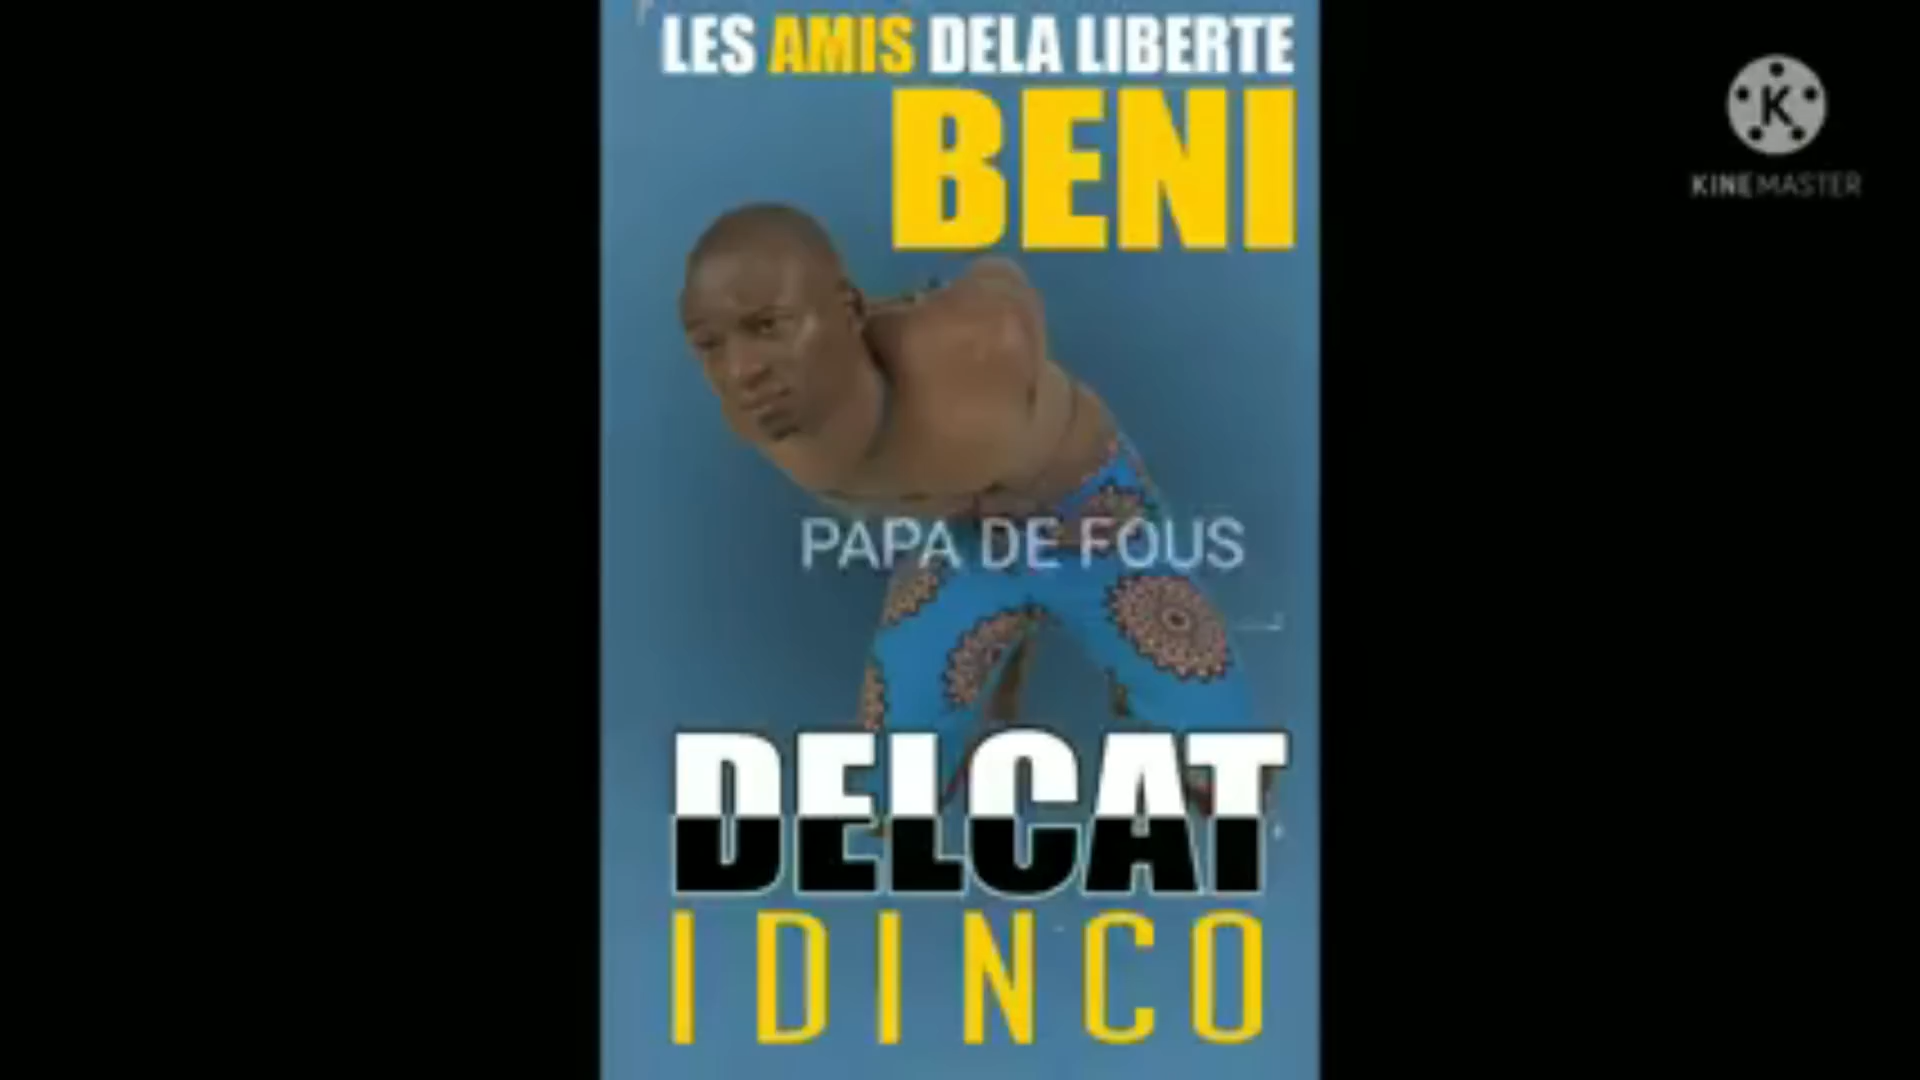 LES AMIS DELA LIBERTE
BENI
K
KINEMASTER
PAPA DE FOUS
DELCAT
IDINCO